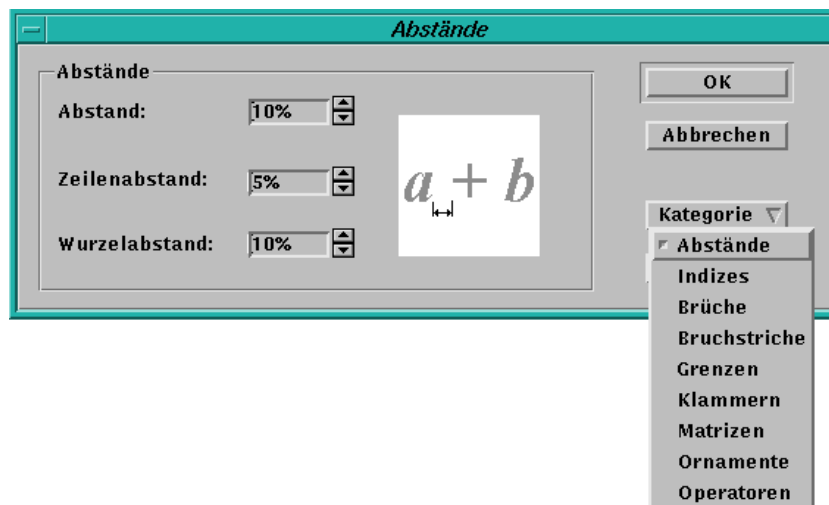 Abstände
Abstände
Abstand:
10%
Zeilenabstand:
5%
Wurzelabstand:
10%
a + b
OK
Abbrechen
Kategorie
Abstände
Indizes
Brüche
Bruchstriche
Grenzen
Klammern
Matrizen
Ornamente
Operatoren